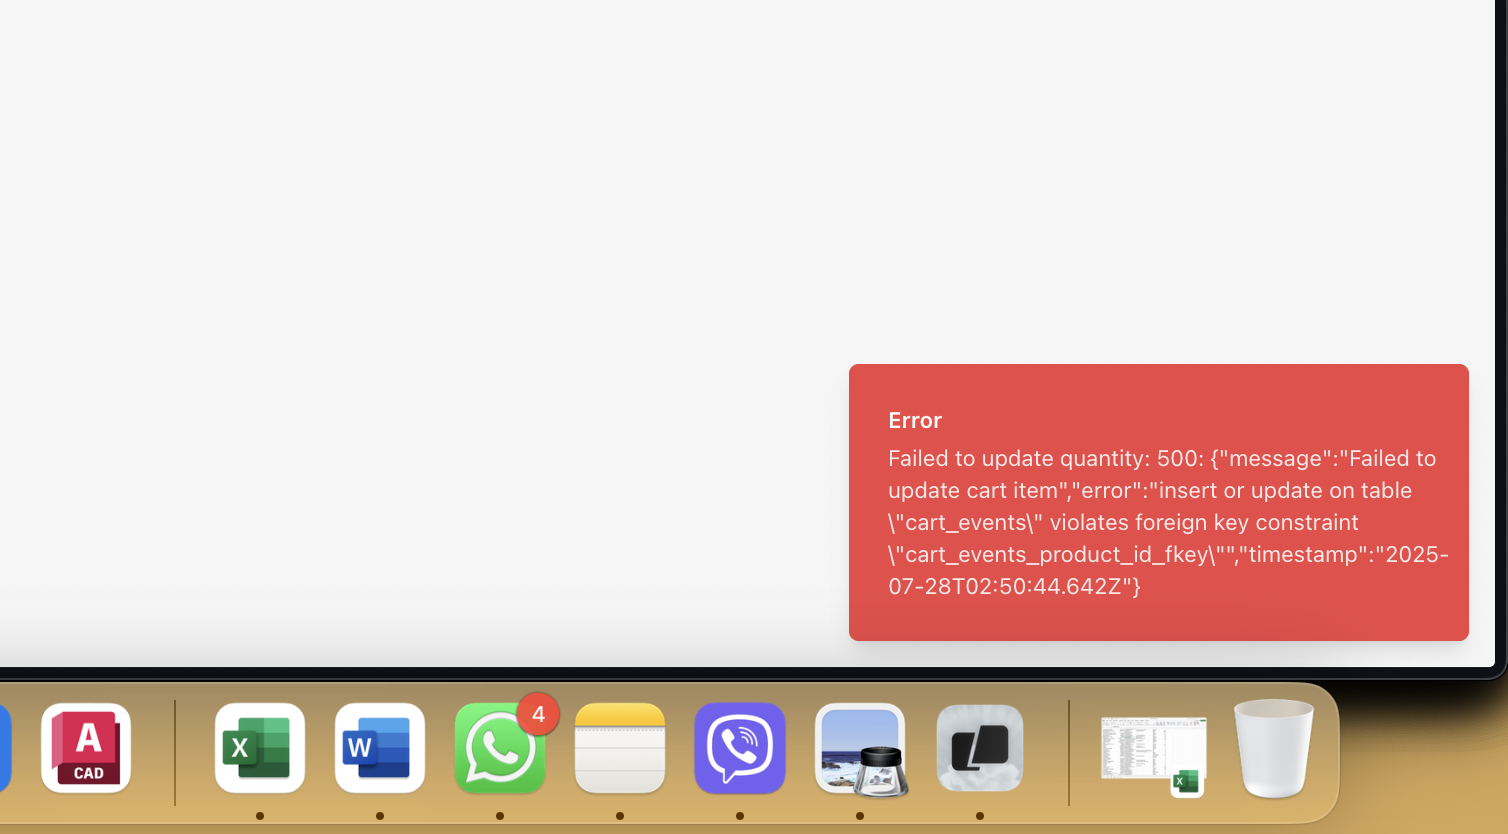 Error
Failed to update quantity: 500: {"message":"Failed to
update cart item","error":"insert or update on table
\"cart_events\" violates foreign key constraint
\"cart_events_product_id_fkey\"","timestamp":"2025-
07-28T02:50:44.642Z"}
4
A
CAD
X
W
X